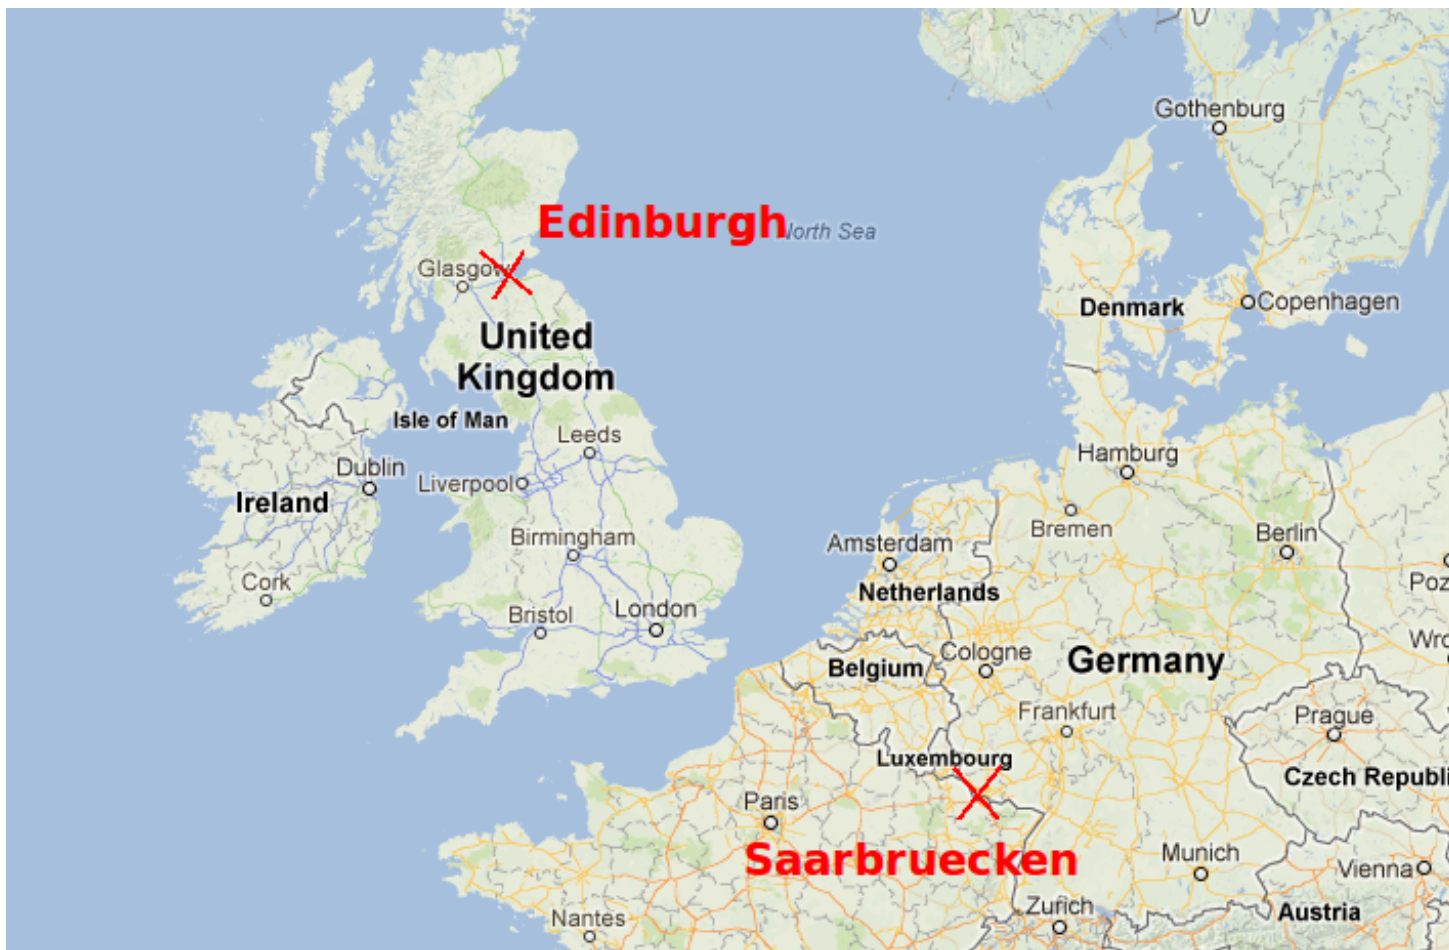 Gothenburg
Edinburgh
North Sea
Glasgow
Copenhagen
Denmark
United
Kingdom
Isle of Man
Leeds
Hamburg
Dublin
Liverpool
Ireland
Bremen
Berlin
Birmingham
Amsterdam
Netherlands
Cork
Poz
Bristol
London
Wro
Cologne
Belgium
Germany
Frankfurt
Prague
Luxembourg
Czech Republi
Paris
Saarbruecken
Munich
Vienna
Zurich
Austria
Nantes